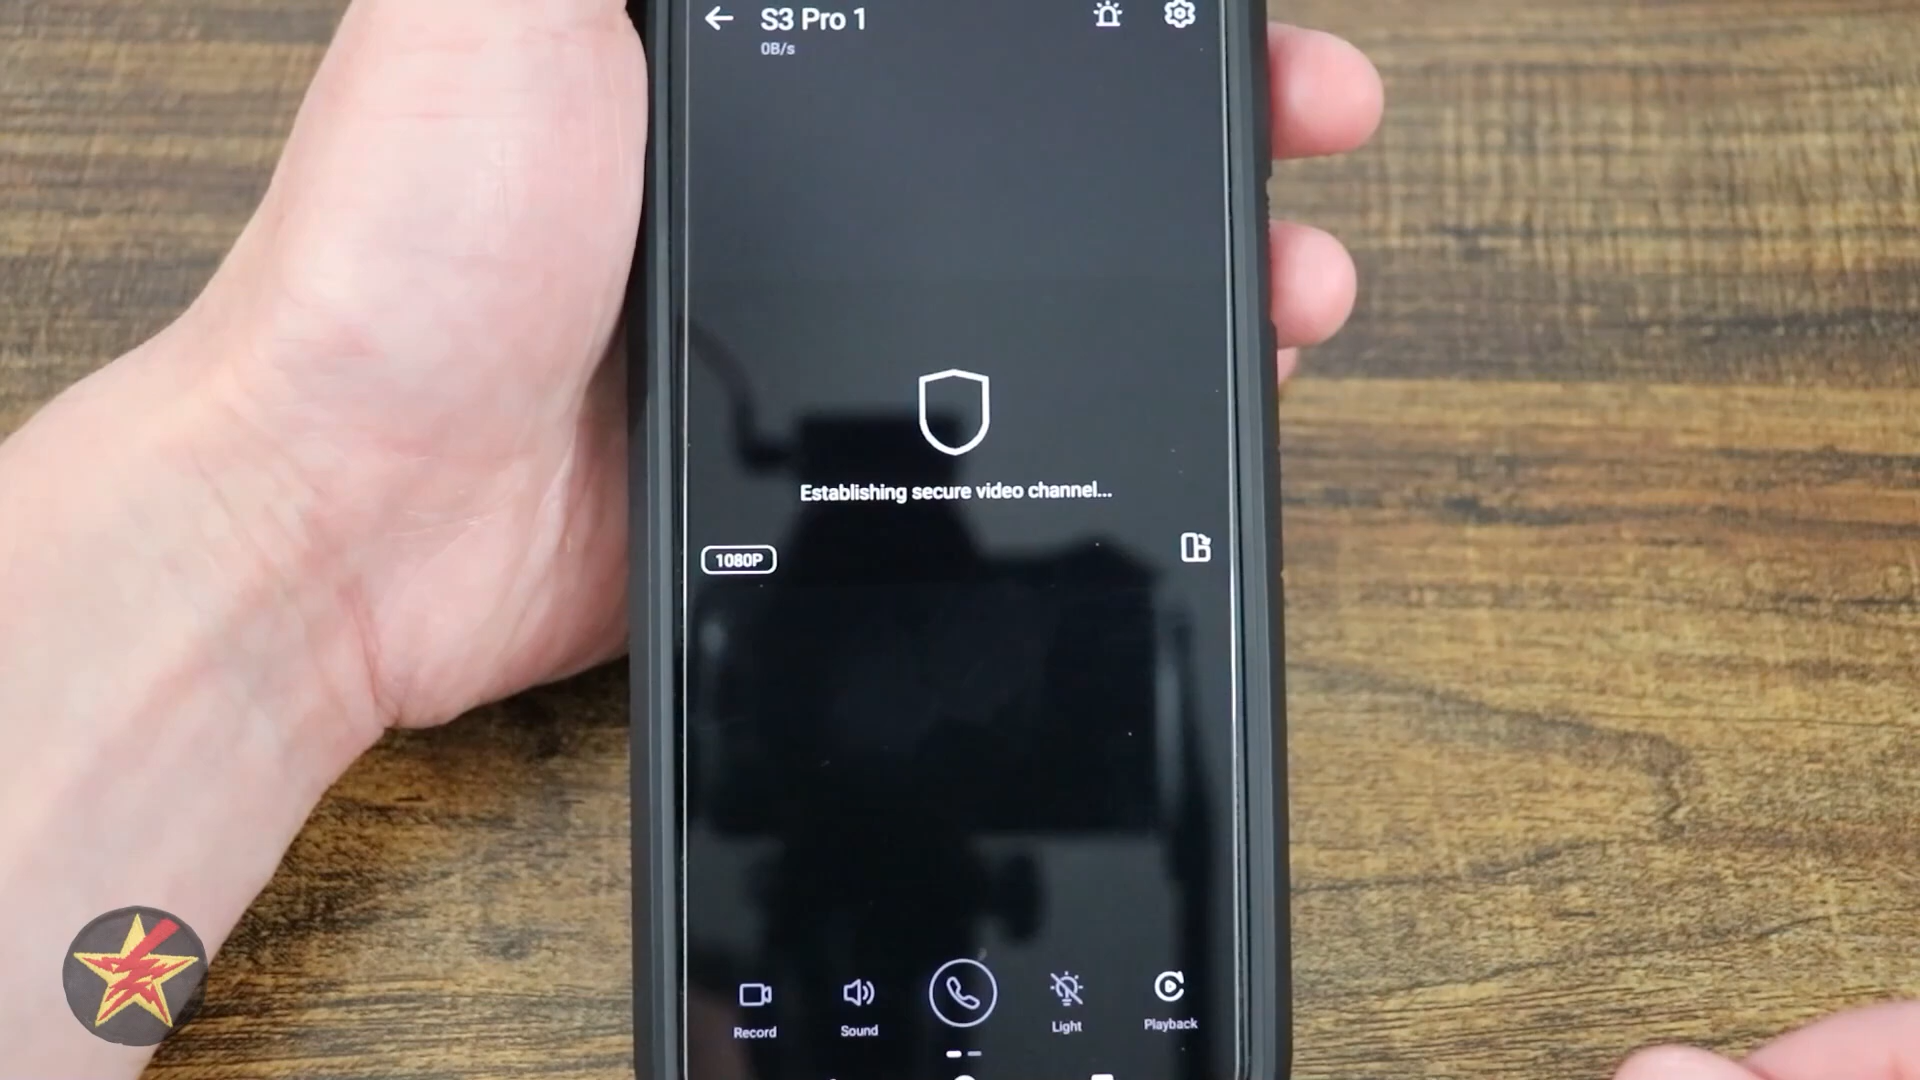 S3 Pro 1
0B/s
Establishing secure video channel...
1080P
Record
Sound
Light
Playback